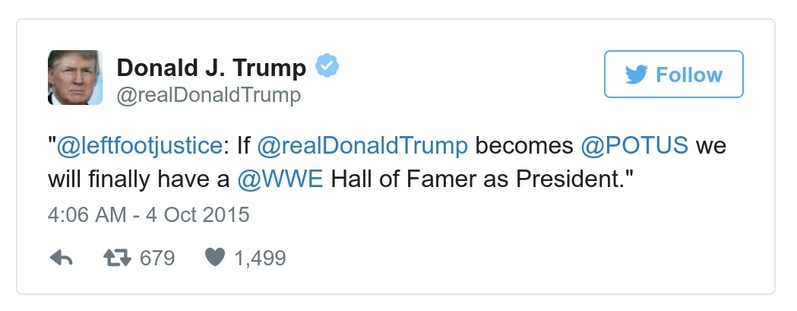 Donald J. Trump
@realDonaldTrump
Follow
"@leftfootjustice: If @realDonaldTrump becomes @POTUS we
will finally have a @WWE Hall of Famer as President."
4:06 AM - 4 Oct 2015
679 1,499